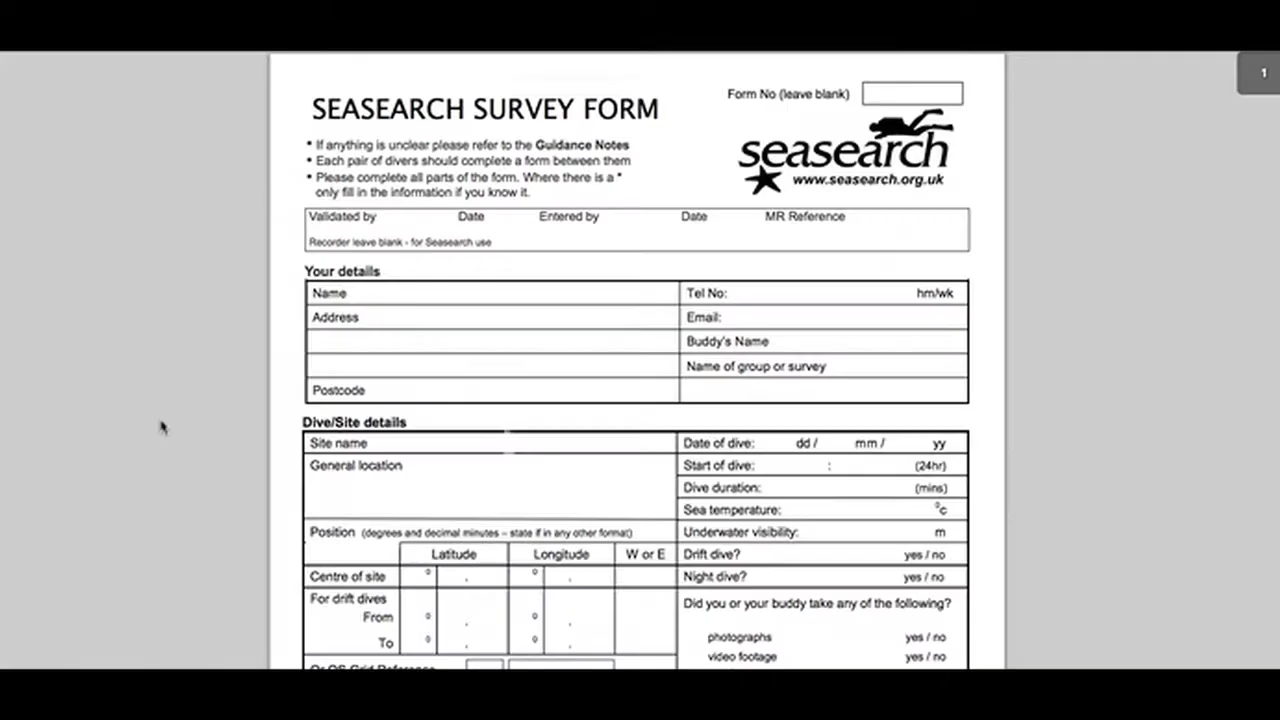 1
Form No (leave blank)
SEASEARCH SURVEY FORM
• If anything is unclear please refer to the Guidance Notes
• Each pair of divers should complete a form between them
• Please complete all parts of the form. Where there is a *
only fill in the information if you know it.
seasearch
www.seasearch.org.uk
Validated by Date Entered by Date MR Reference
Recorder leave blank - for Seasearch use
Your details
Name Tel No: hm/wk
Address Email:
Buddy's Name
Name of group or survey
Postcode
Dive/Site details
Site name Date of dive: dd / mm / yy
General location Start of dive: : (24hr)
Dive duration: (mins)
Sea temperature: °c
Position (degrees and decimal minutes – state if in any other format) Underwater visibility: m
Latitude Longitude W or E Drift dive? yes / no
Centre of site ° . ° . Night dive? yes / no
For drift dives Did you or your buddy take any of the following?
From ° . ° .
photographs yes / no
To ° . ° .
video footage yes / no
Or OS Grid Reference